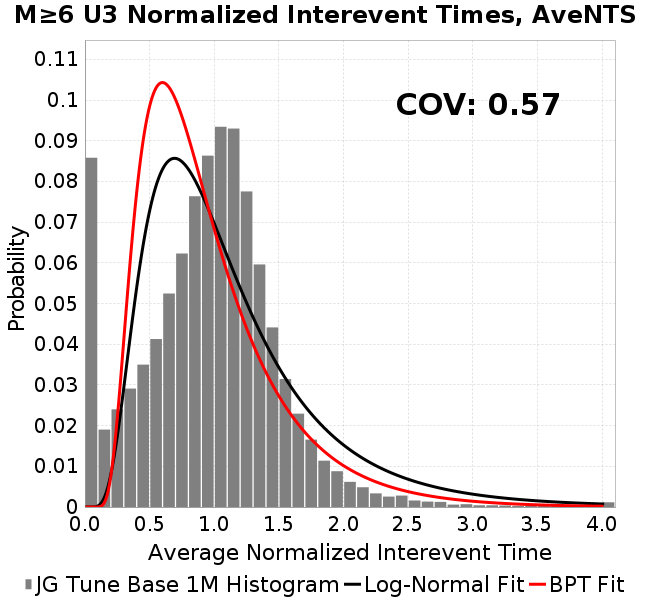 M≥6 U3 Normalized Interevent Times, AveNTS
COV: 0.57
Probability
0.11
0.1
0.09
0.08
0.07
0.06
0.05
0.04
0.03
0.02
0.01
0
0.0 0.5 1.0 1.5 2.0 2.5 3.0 3.5 4.0
Average Normalized Interevent Time
JG Tune Base 1M Histogram Log-Normal Fit BPT Fit